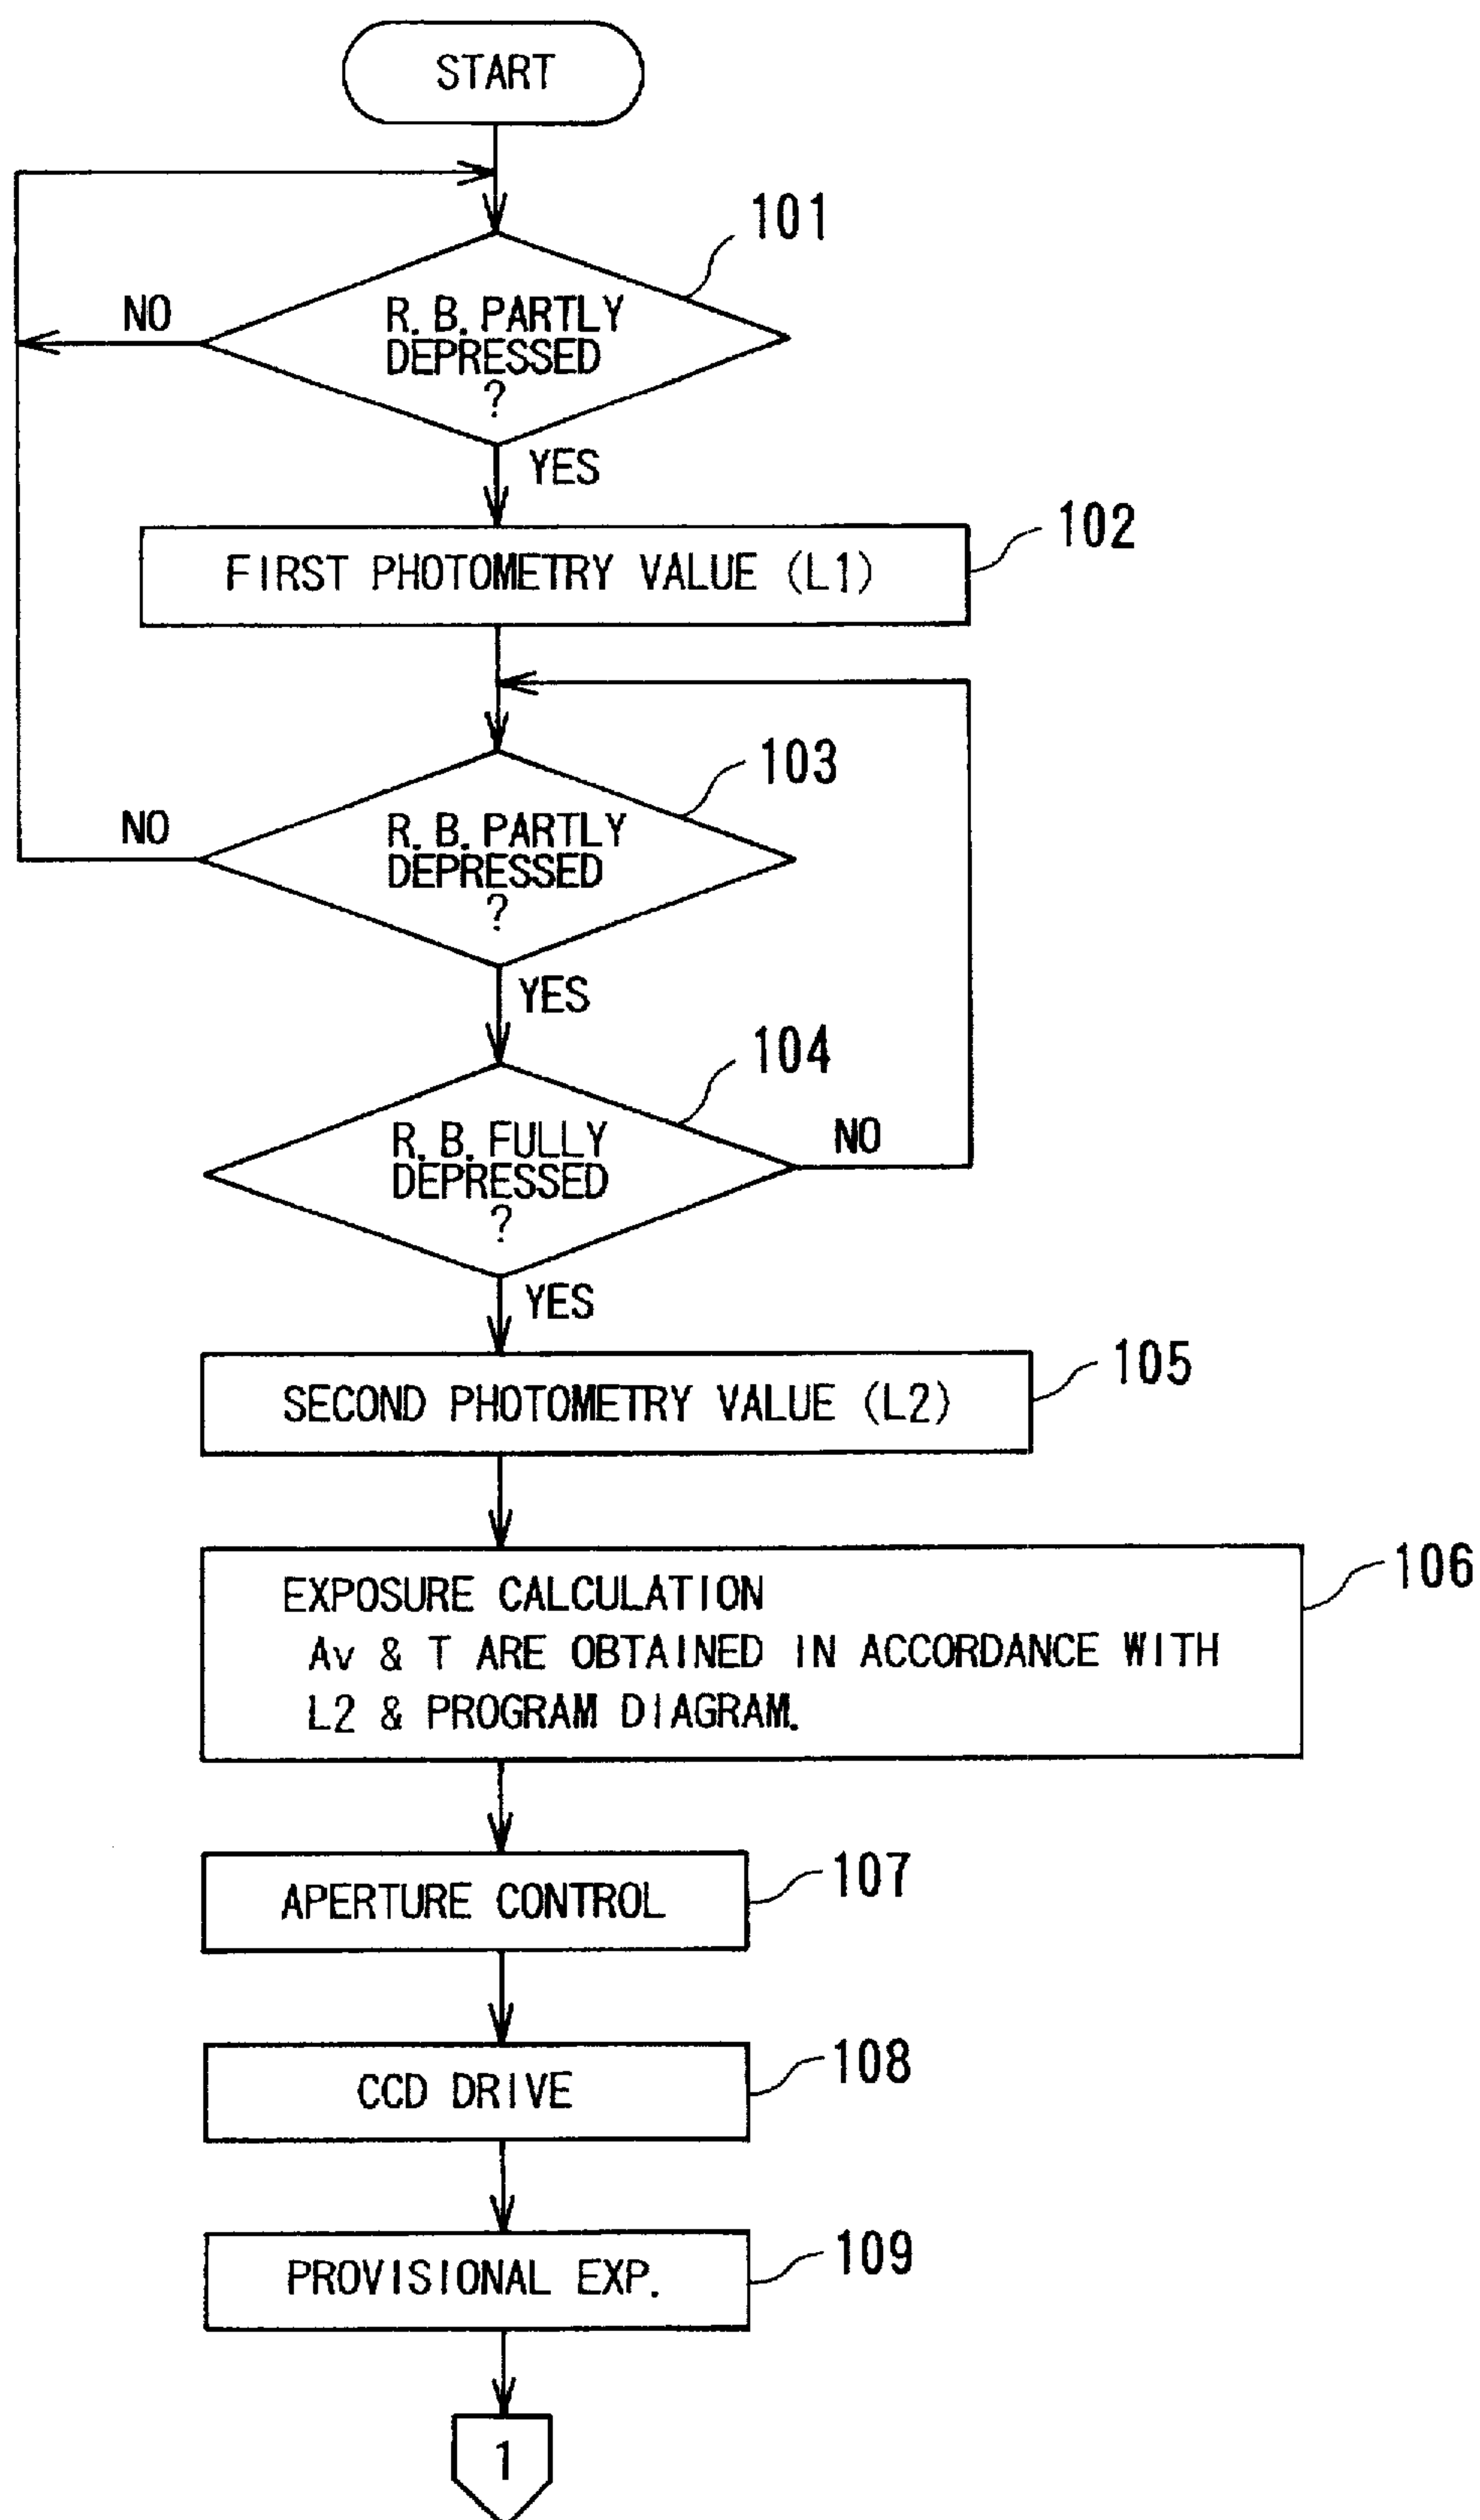 START
101
NO
R. B. PARTLY
DEPRESSED
?
YES
102
FIRST PHOTOMETRY VALUE (L1)
103
NO
R. B. PARTLY
DEPRESSED
?
YES
104
R. B. FULLY
DEPRESSED
?
NO
YES
105
SECOND PHOTOMETRY VALUE (L2)
106
EXPOSURE CALCULATION
Av & T ARE OBTAINED IN ACCORDANCE WITH
L2 & PROGRAM DIAGRAM.
107
APERTURE CONTROL
108
CCD DRIVE
109
PROVISIONAL EXP.
1